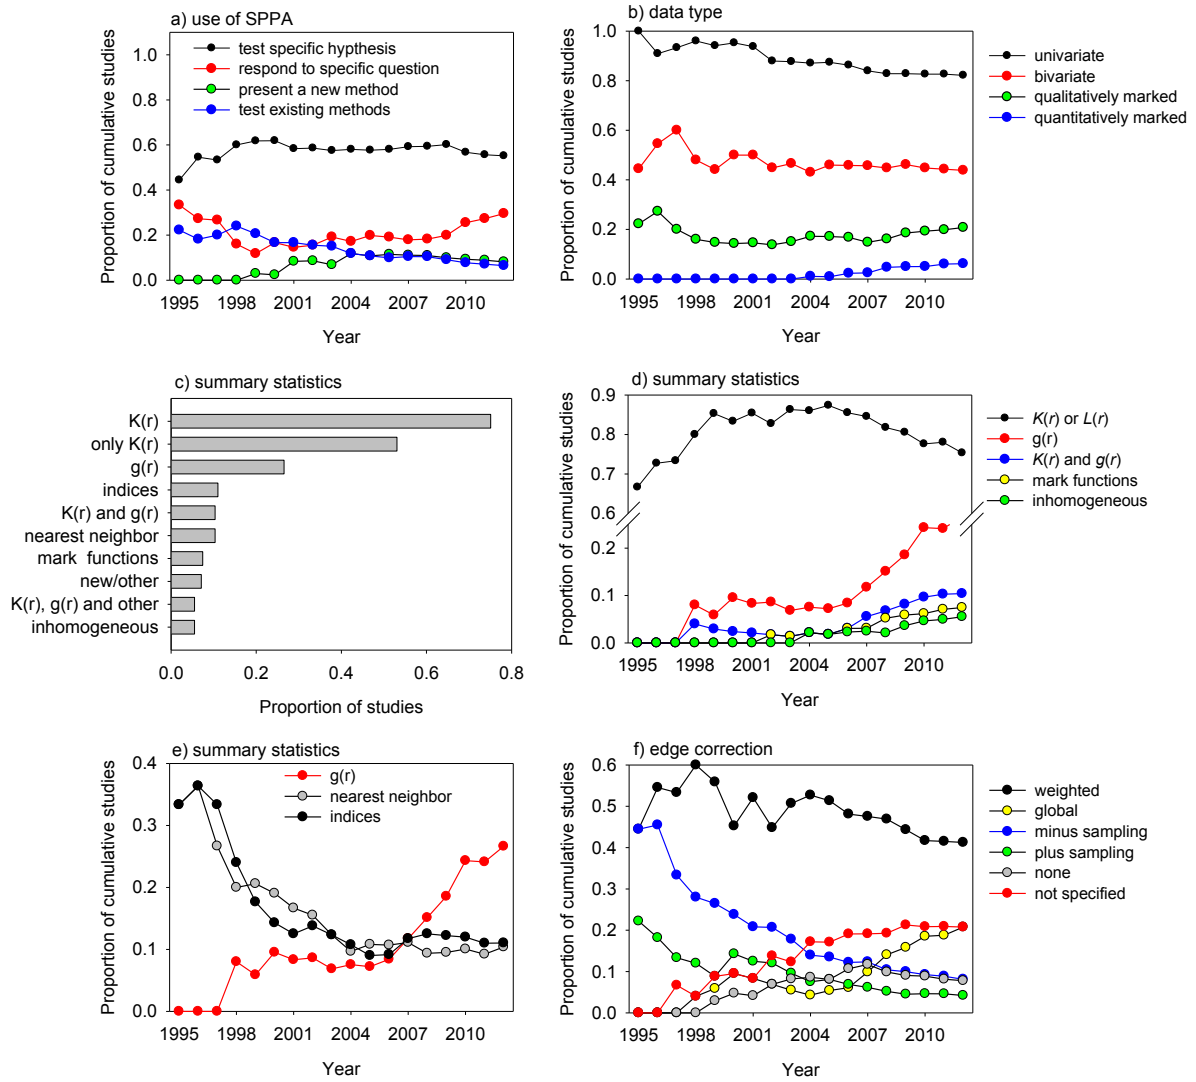 a) use of SPPA
Proportion of cumulative studies
1.0
0.8
0.6
0.4
0.2
0.0
test specific hypthesis
respond to specific question
present a new method
test existing methods
1995 1998 2001 2004 2007 2010
Year
b) data type
Proportion of cumulative studies
1.0
0.8
0.6
0.4
0.2
0.0
1995 1998 2001 2004 2007 2010
Year
univariate
bivariate
qualitatively marked
quantitatively marked
c) summary statistics
K(r)
only K(r)
g(r)
indices
K(r) and g(r)
nearest neighbor
mark functions
new/other
K(r), g(r) and other
inhomogeneous
0.0 0.2 0.4 0.6 0.8
Proportion of studies
d) summary statistics
Proportion of cumulative studies
0.9
0.8
0.7
0.6
0.2
0.1
0.0
1995 1998 2001 2004 2007 2010
Year
K(r) or L(r)
g(r)
K(r) and g(r)
mark functions
inhomogeneous
e) summary statistics
Proportion of cumulative studies
0.4
0.3
0.2
0.1
0.0
g(r)
nearest neighbor
indices
1995 1998 2001 2004 2007 2010
Year
f) edge correction
Proportion of cumulative studies
0.6
0.5
0.4
0.3
0.2
0.1
0.0
1995 1998 2001 2004 2007 2010
Year
weighted
global
minus sampling
plus sampling
none
not specified